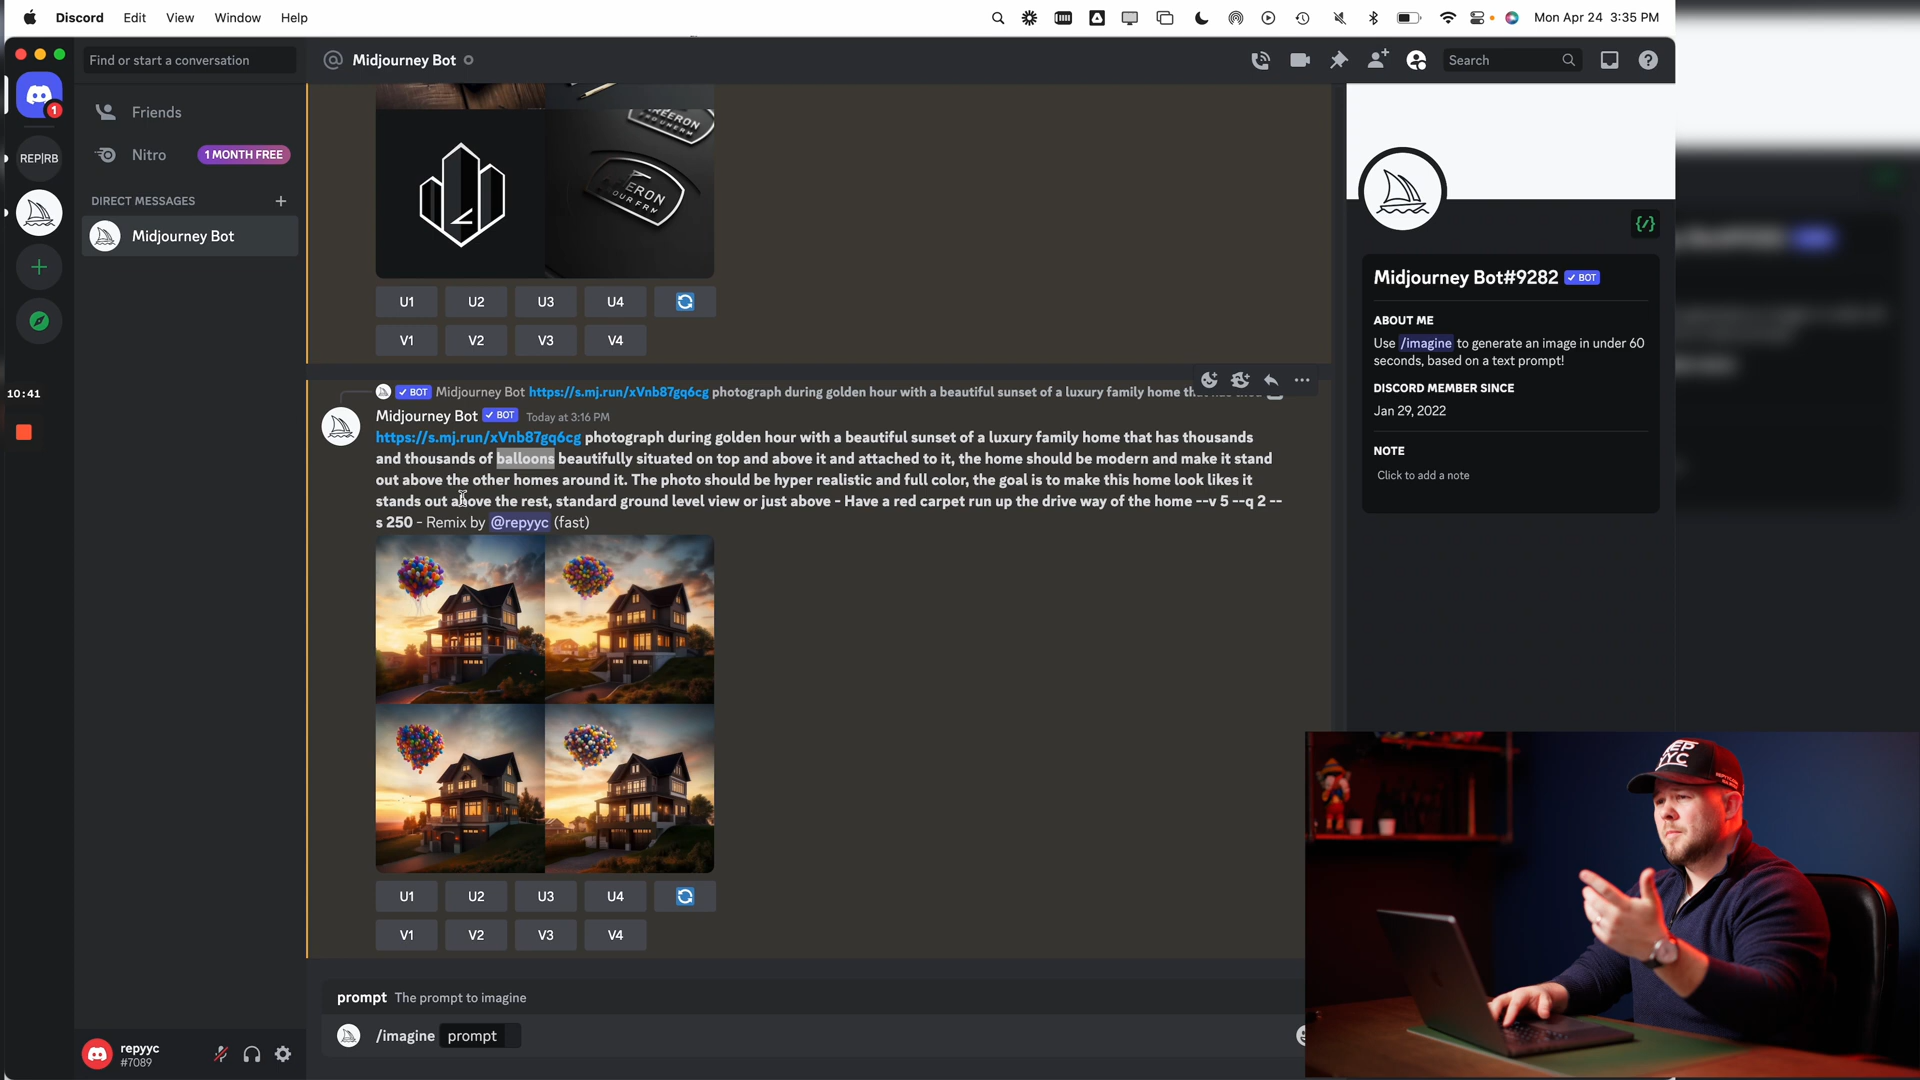 Discord Edit View Window Help
Mon Apr 24 3:35 PM
Find or start a conversation
Midjourney Bot
Search
1
Friends
REP|RB
Nitro
1 MONTH FREE
DIRECT MESSAGES
Midjourney Bot
10:41
U1 U2 U3 U4
V1 V2 V3 V4
BOT Midjourney Bot https://s.mj.run/xVnb87gq6cg photograph during golden hour with a beautiful sunset of a luxury family home
Midjourney Bot BOT Today at 3:16 PM
https://s.mj.run/xVnb87gq6cg photograph during golden hour with a beautiful sunset of a luxury family home that has thousands
and thousands of balloons beautifully situated on top and above it and attached to it, the home should be modern and make it stand
out above the other homes around it. The photo should be hyper realistic and full color, the goal is to make this home look likes it
stands out above the rest, standard ground level view or just above - Have a red carpet run up the drive way of the home --v 5 --q 2 --
s 250 - Remix by @repyyc (fast)
U1 U2 U3 U4
V1 V2 V3 V4
prompt The prompt to imagine
/imagine prompt
repyyc
#7089
Midjourney Bot#9282 BOT
ABOUT ME
Use /imagine to generate an image in under 60
seconds, based on a text prompt!
DISCORD MEMBER SINCE
Jan 29, 2022
NOTE
Click to add a note